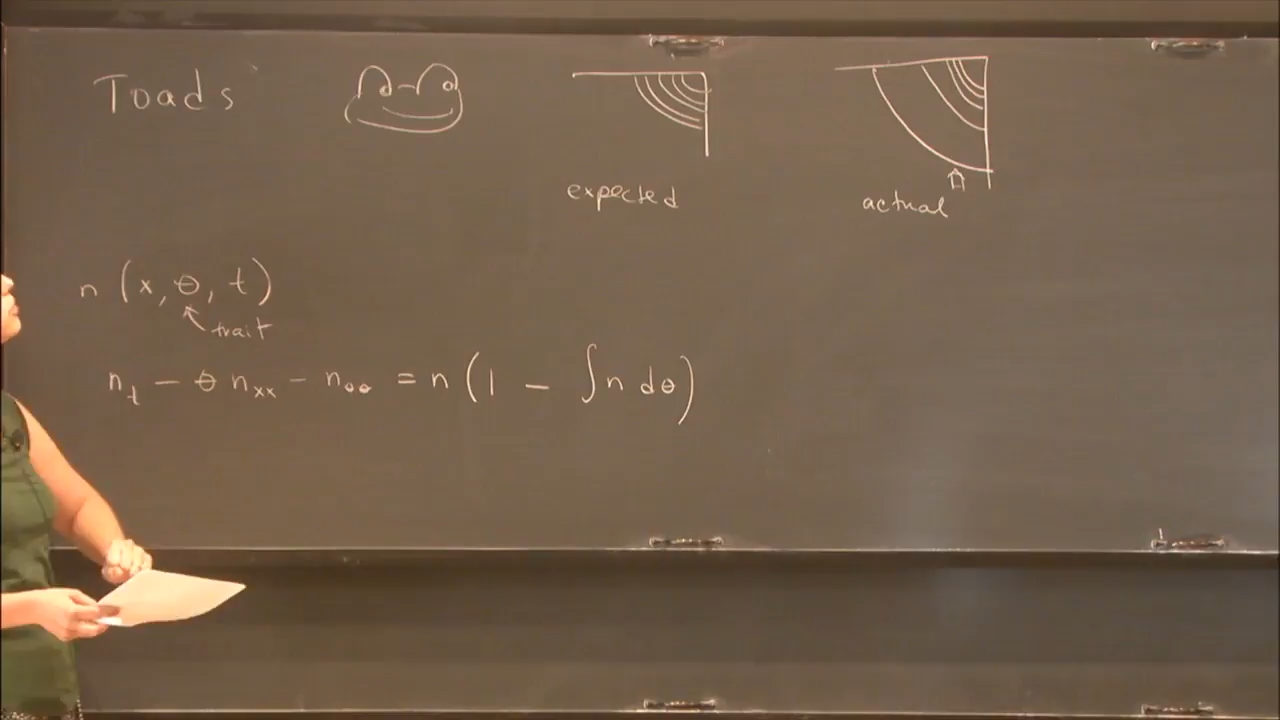 Toads
expected
actual
n (x, θ, t)
trait
n_t − θ n_xx − n_θθ = n (1 − ∫ n dθ)